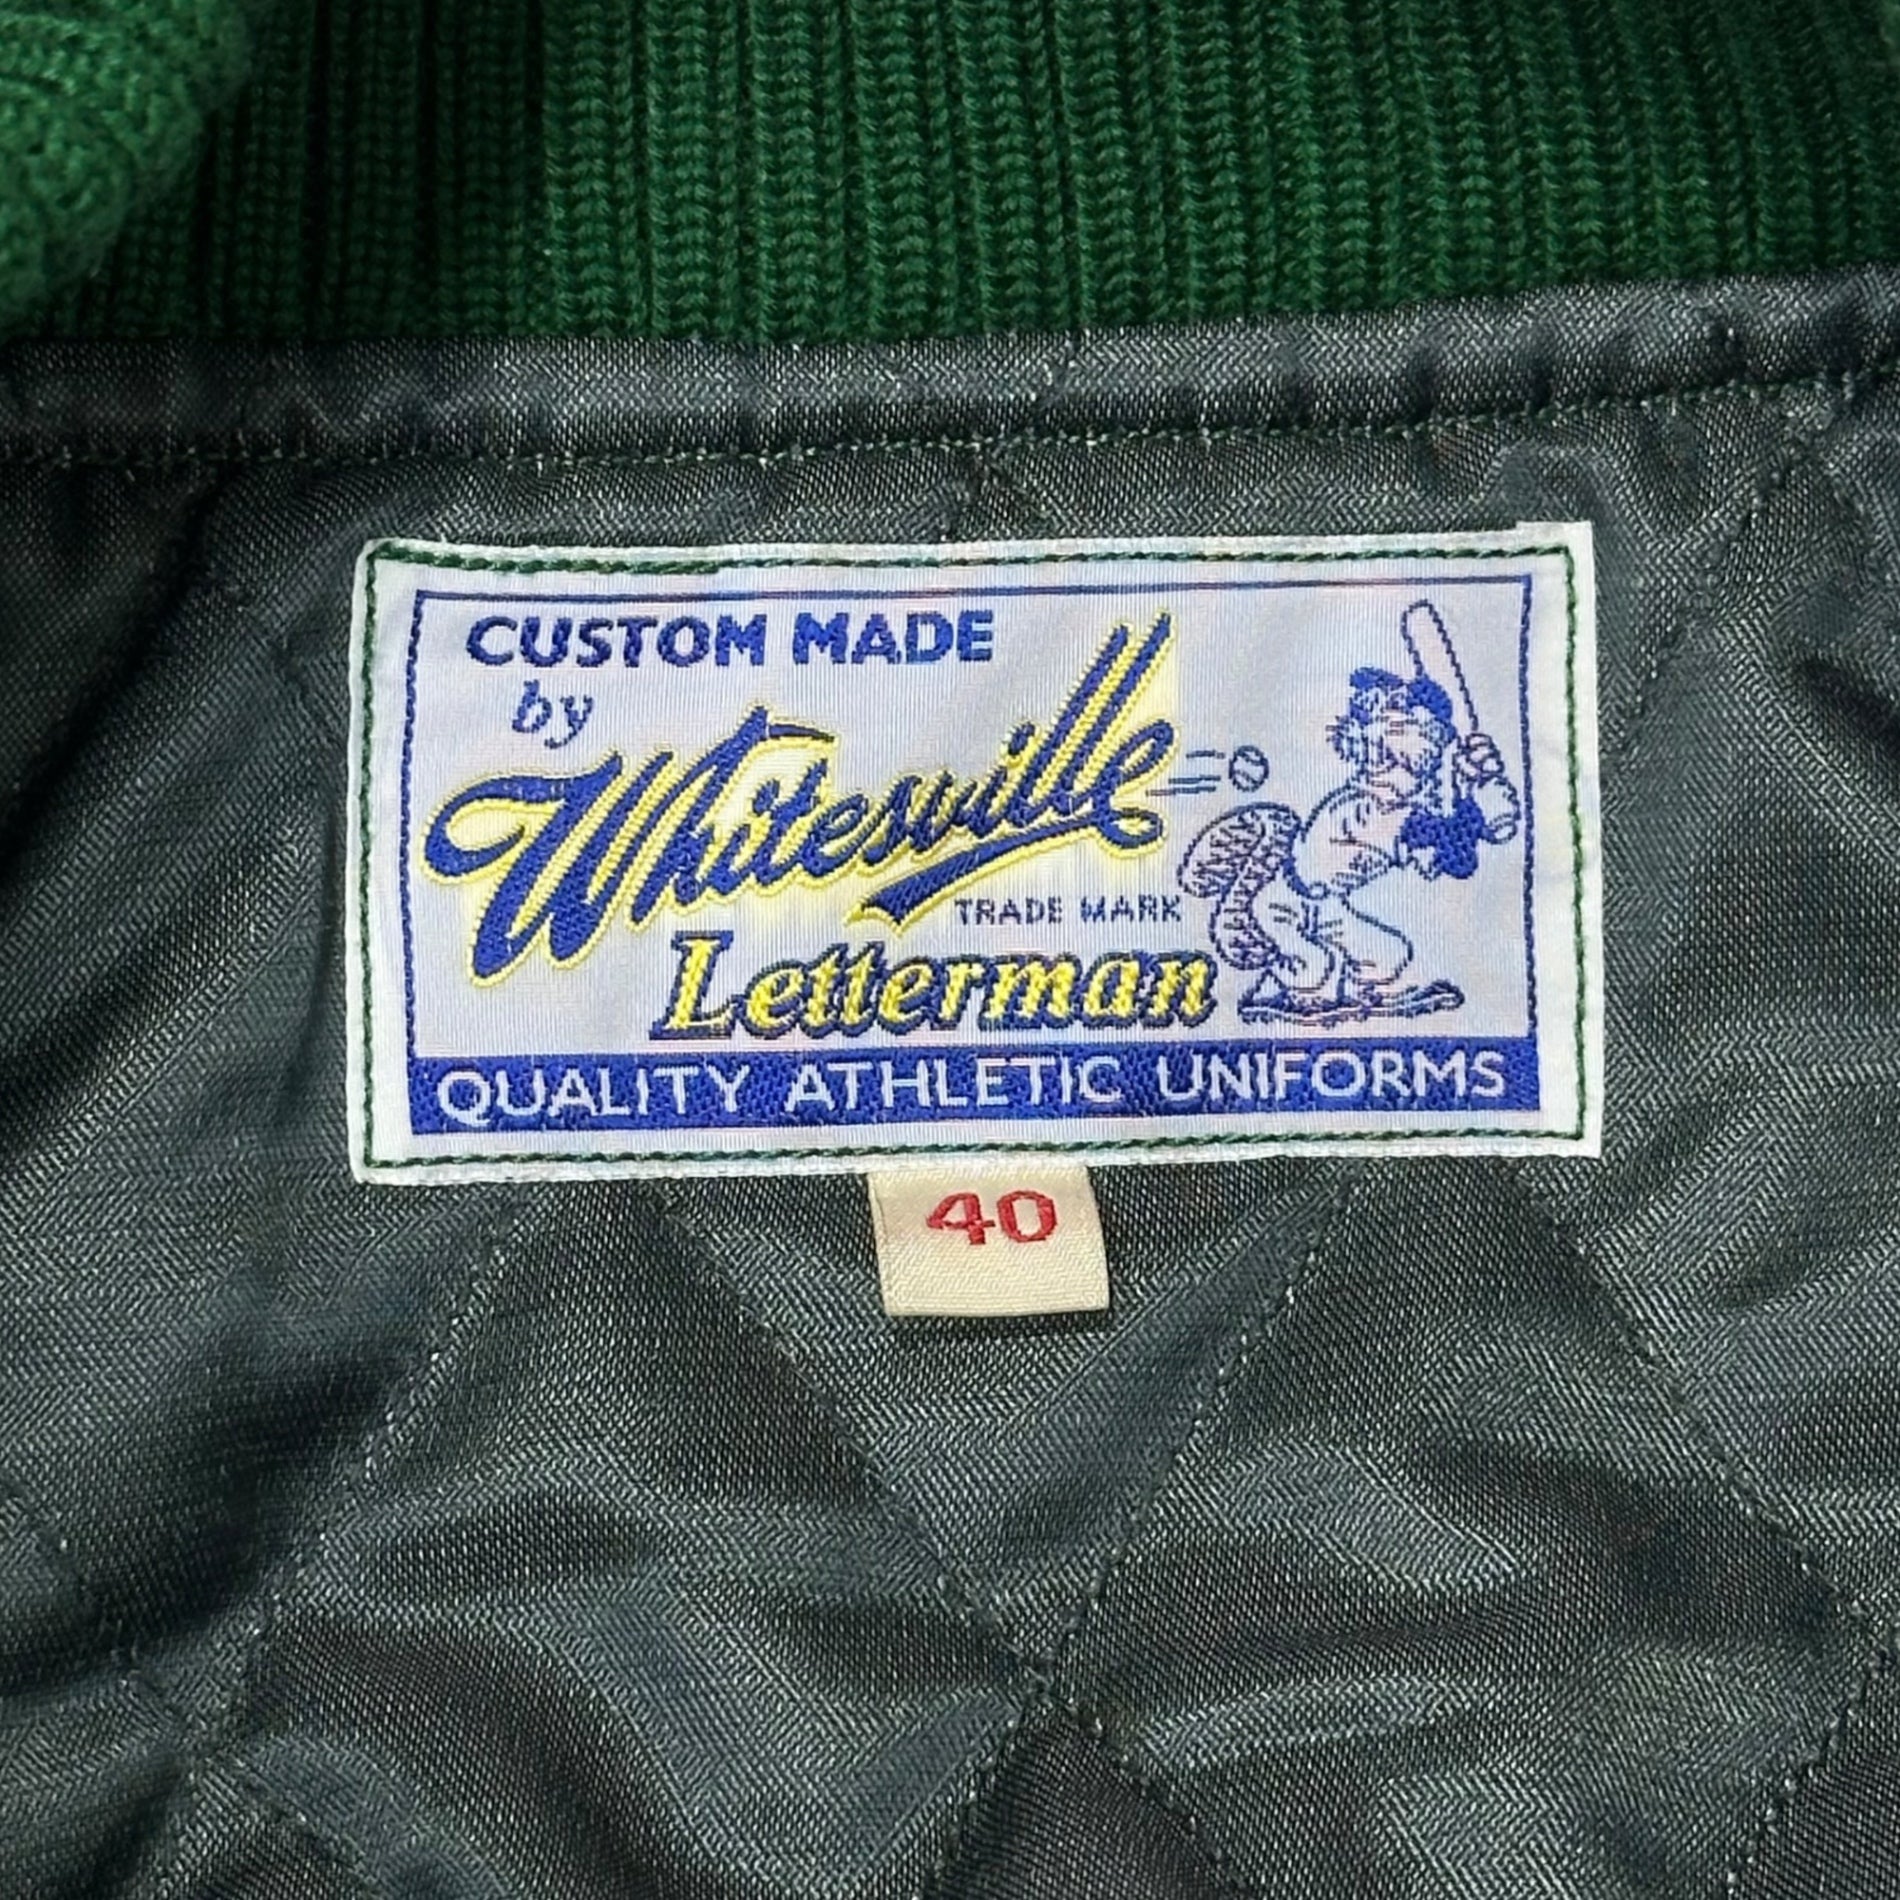 CUSTOM MADE
by
Whitesville
TRADE MARK
Letterman
QUALITY ATHLETIC UNIFORMS
40